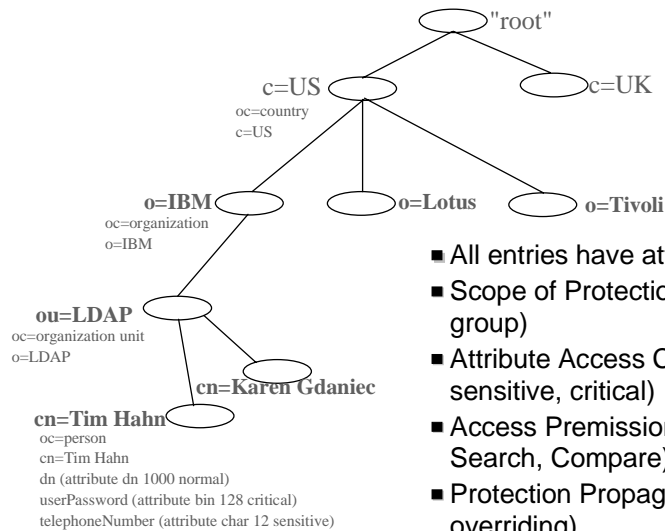 "root"
c=US
oc=country
c=US
c=UK
o=IBM
oc=organization
o=IBM
o=Lotus
o=Tivoli
ou=LDAP
oc=organization unit
o=LDAP
cn=Karen Gdaniec
cn=Tim Hahn
oc=person
cn=Tim Hahn
dn (attribute dn 1000 normal)
userPassword (attribute bin 128 critical)
telephoneNumber (attribute char 12 sensitive)
■ All entries have at
■ Scope of Protectio
group)
■ Attribute Access C
sensitive, critical)
■ Access Premission
Search, Compare)
■ Protection Propag
overriding)